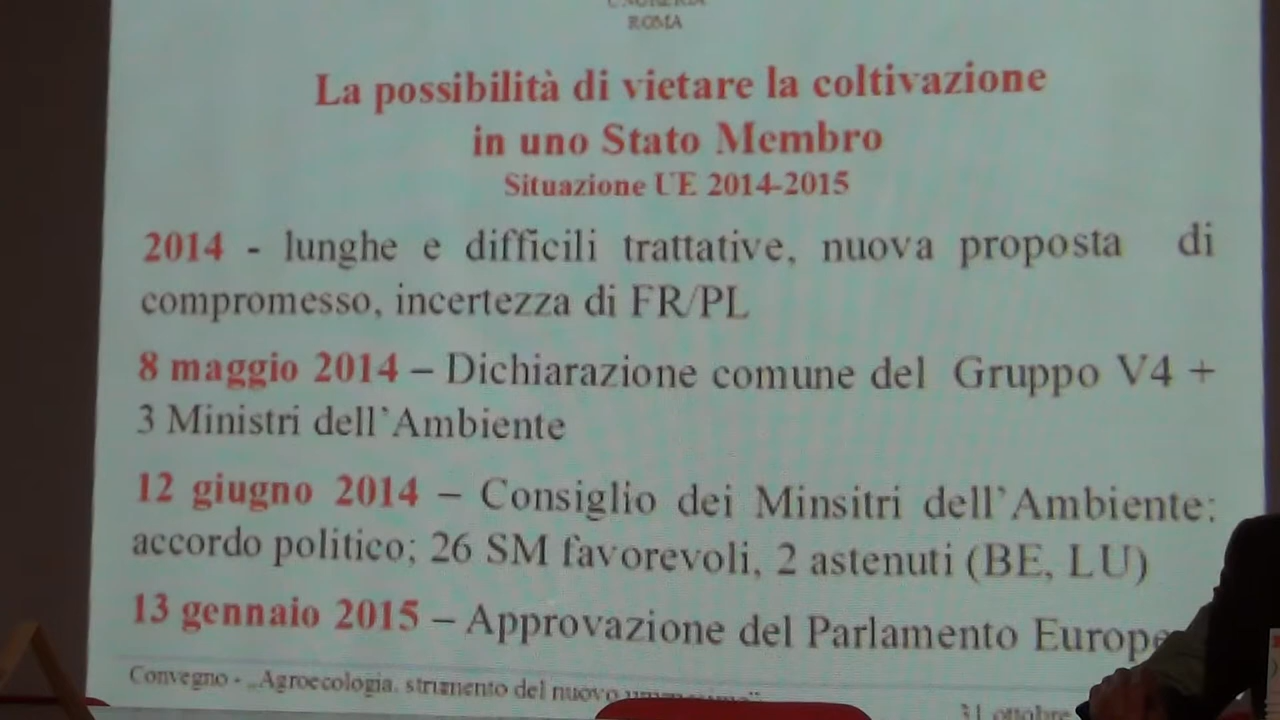 ROMA
La possibilità di vietare la coltivazione
in uno Stato Membro
Situazione UE 2014-2015
2014 - lunghe e difficili trattative, nuova proposta di
compromesso, incertezza di FR/PL
8 maggio 2014 – Dichiarazione comune del Gruppo V4 +
3 Ministri dell'Ambiente
12 giugno 2014 – Consiglio dei Minsitri dell'Ambiente:
accordo politico; 26 SM favorevoli, 2 astenuti (BE, LU)
13 gennaio 2015 – Approvazione del Parlamento Europe
Convegno - „Agroecologia, strumento del nuovo
31 ottobre